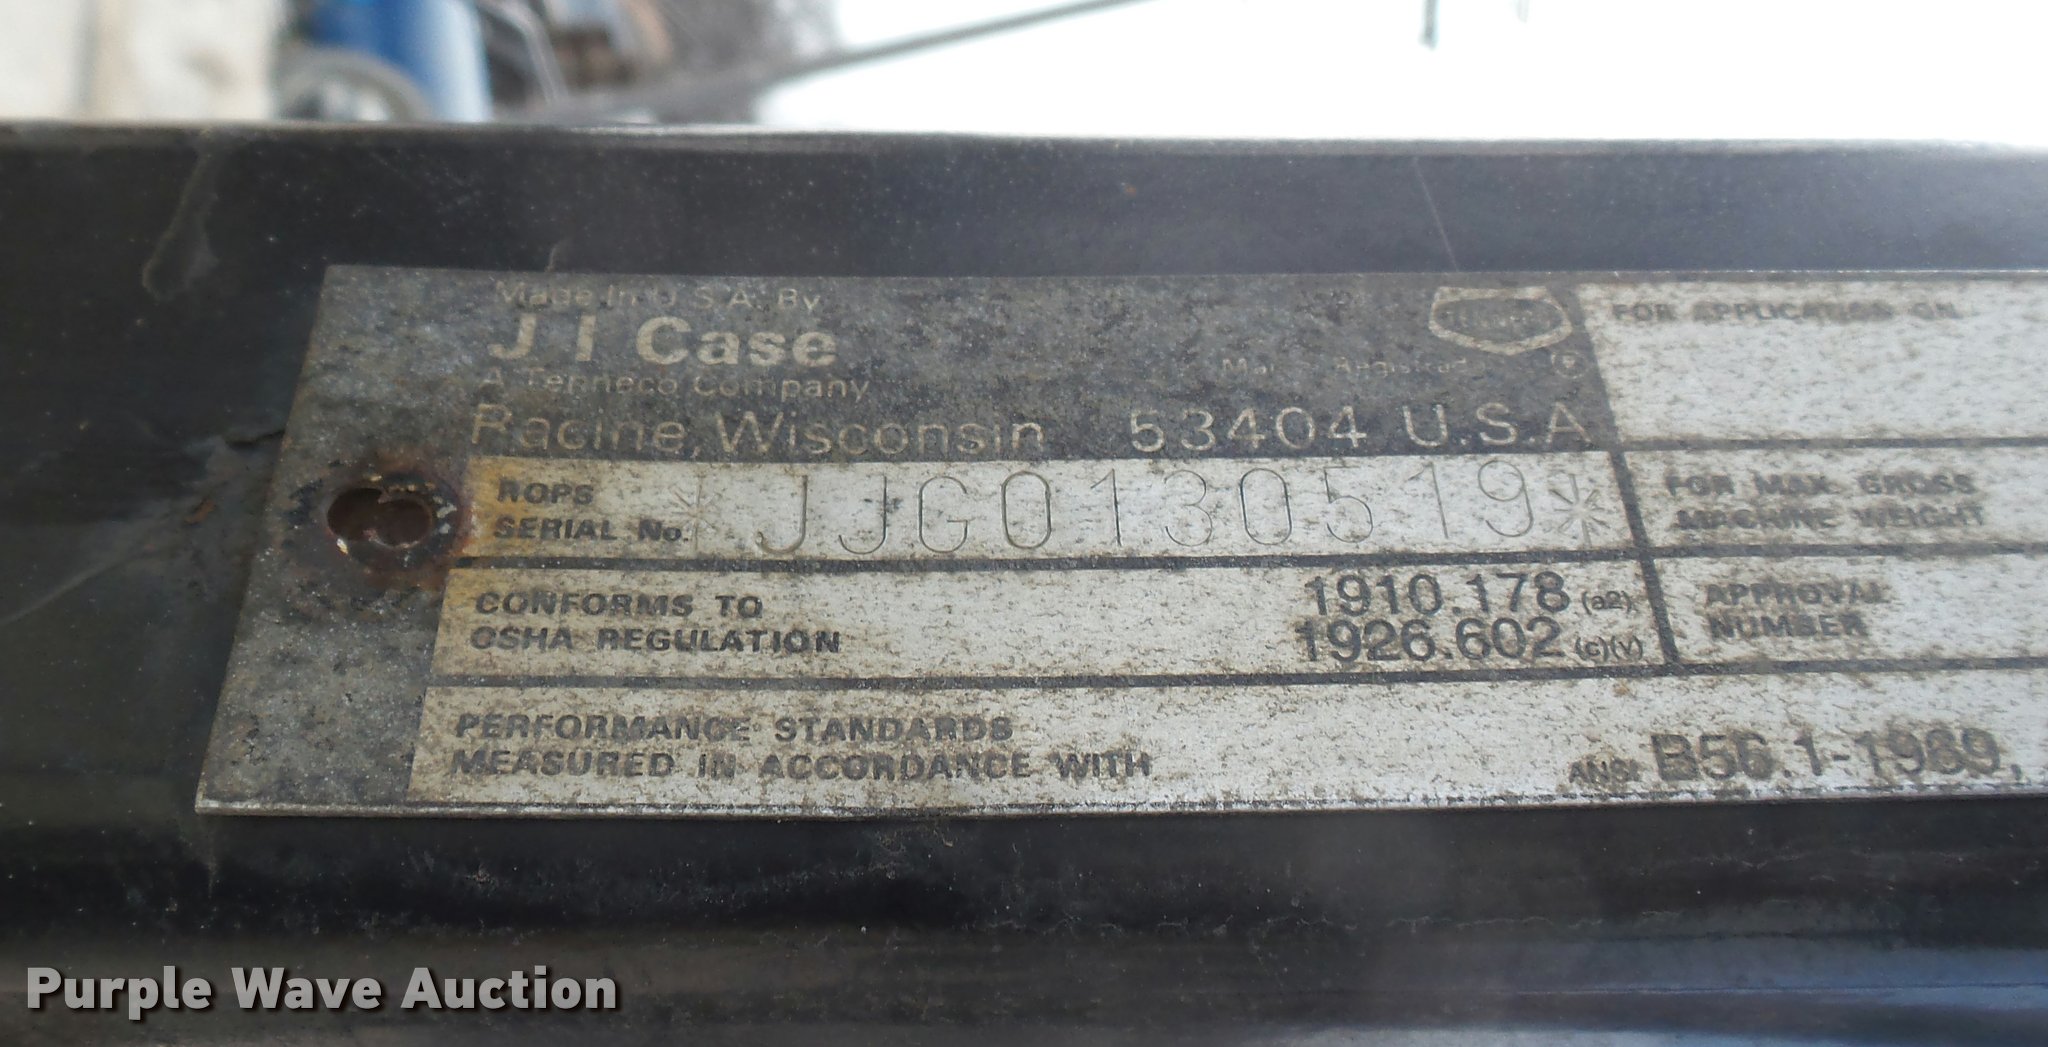 Made In U.S.A. By
J I Case
A Tenneco Company
Racine, Wisconsin 53404 U.S.A
ROPS
SERIAL No. *JJG0130519*
CONFORMS TO
OSHA REGULATION
1910.178 (a2),
1926.602 (c)(v)
PERFORMANCE STANDARDS
MEASURED IN ACCORDANCE WITH
ANSI B56.1-1969,
FOR APPLICATION ON
FOR MAX GROSS
MACHINE WEIGHT
APPROVAL
NUMBER
Purple Wave Auction